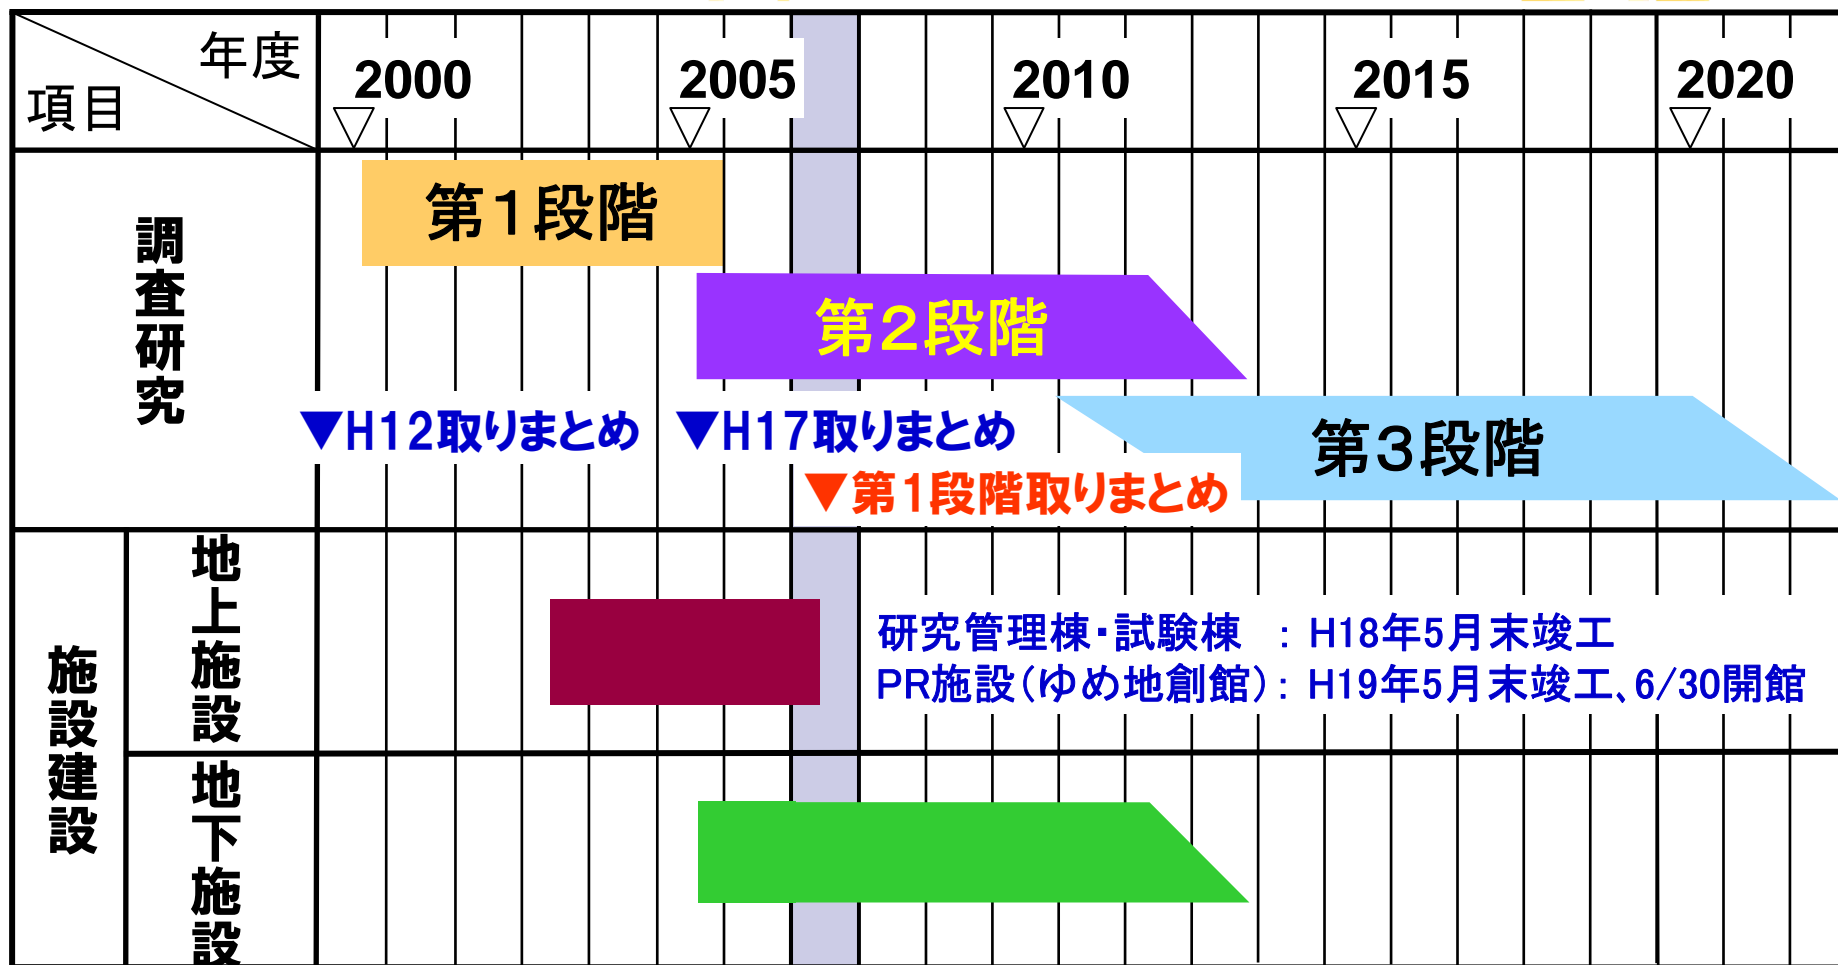 年度
項目
2000 2005 2010 2015 2020
調査研究
第1段階
第2段階
第3段階
▼H12取りまとめ ▼H17取りまとめ
▼第1段階取りまとめ
施設建設
地上施設
研究管理棟・試験棟 : H18年5月末竣工
PR施設(ゆめ地創館): H19年5月末竣工、6/30開館
地下施設